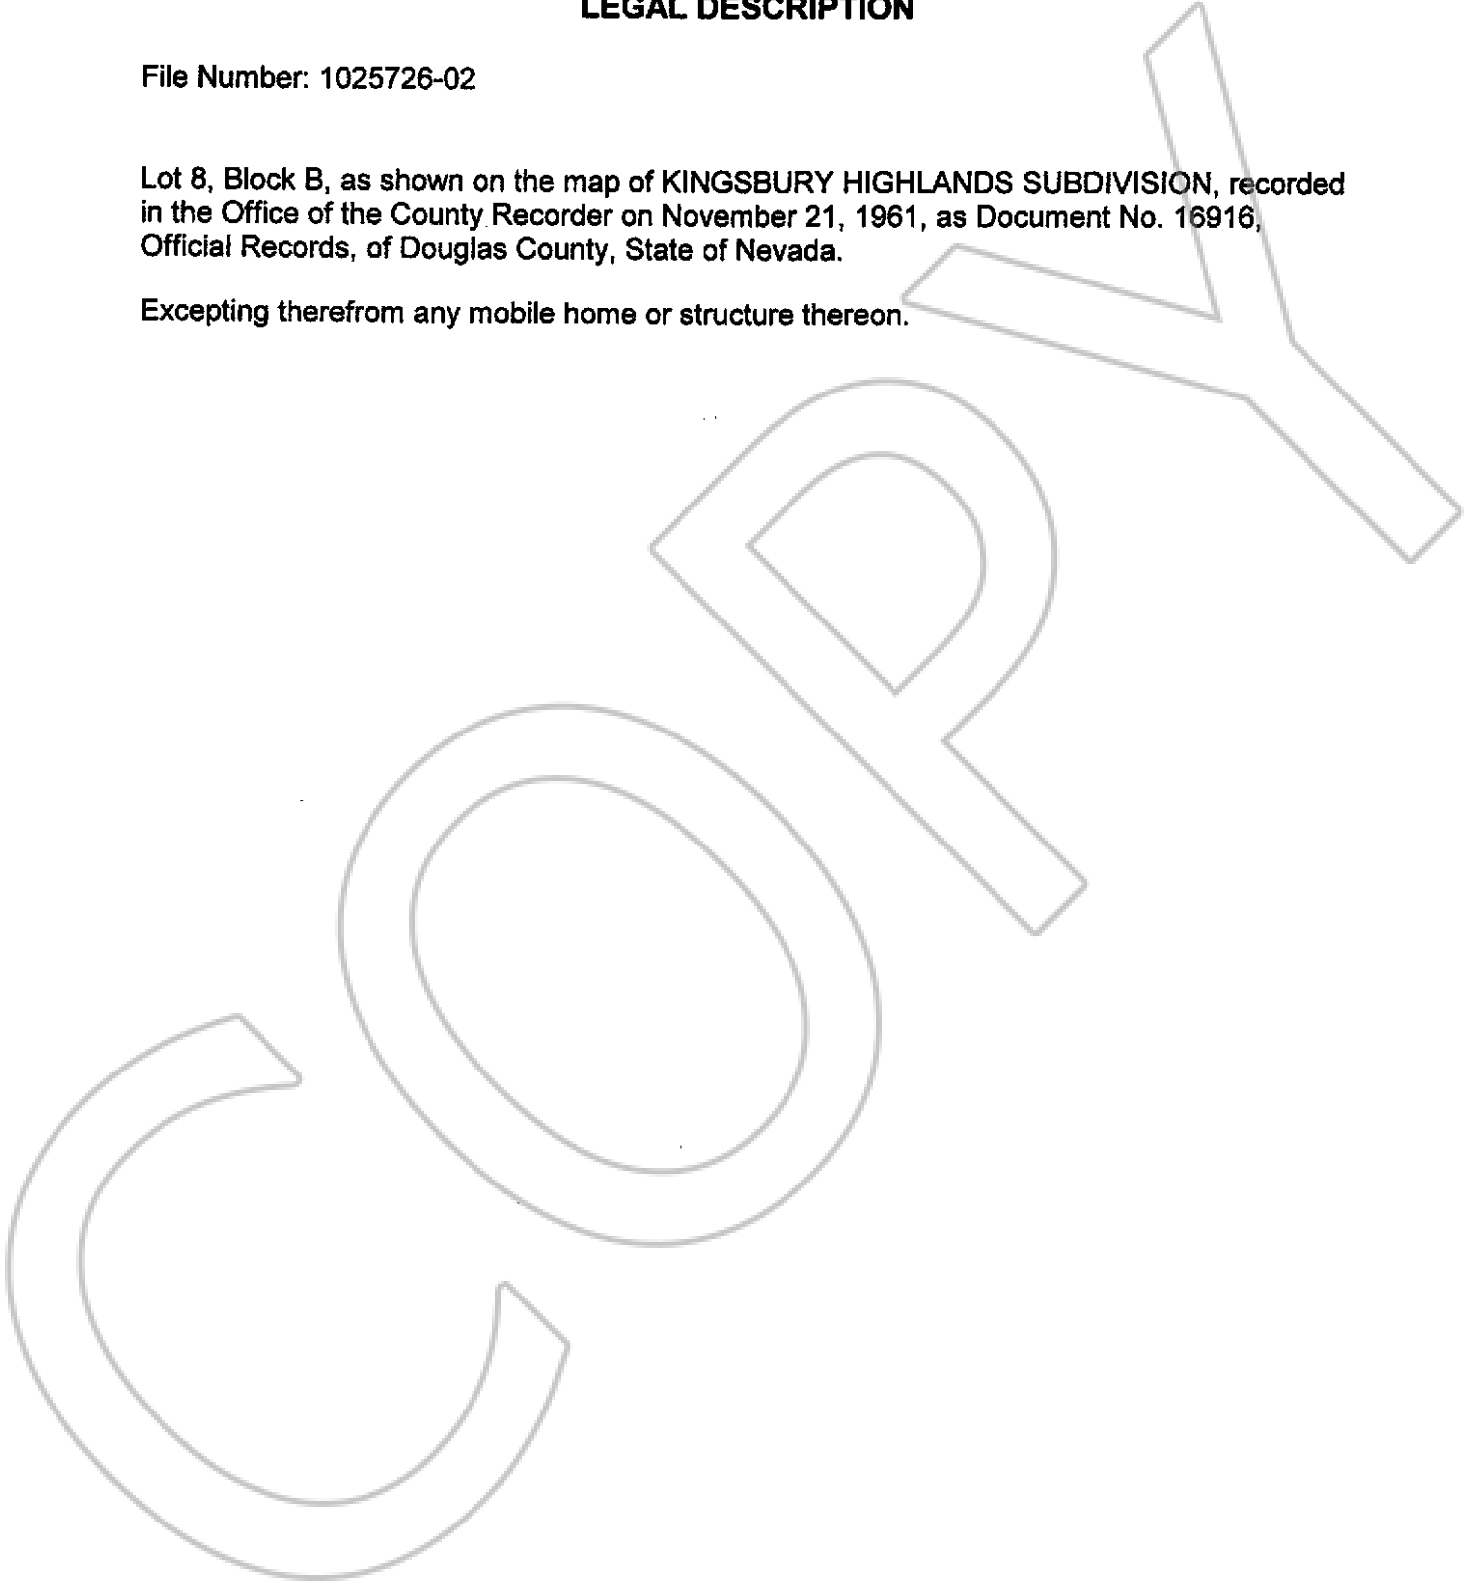 LEGAL DESCRIPTION
File Number: 1025726-02
Lot 8, Block B, as shown on the map of KINGSBURY HIGHLANDS SUBDIVISION, recorded
in the Office of the County Recorder on November 21, 1961, as Document No. 16916,
Official Records, of Douglas County, State of Nevada.
Excepting therefrom any mobile home or structure thereon.
COPY